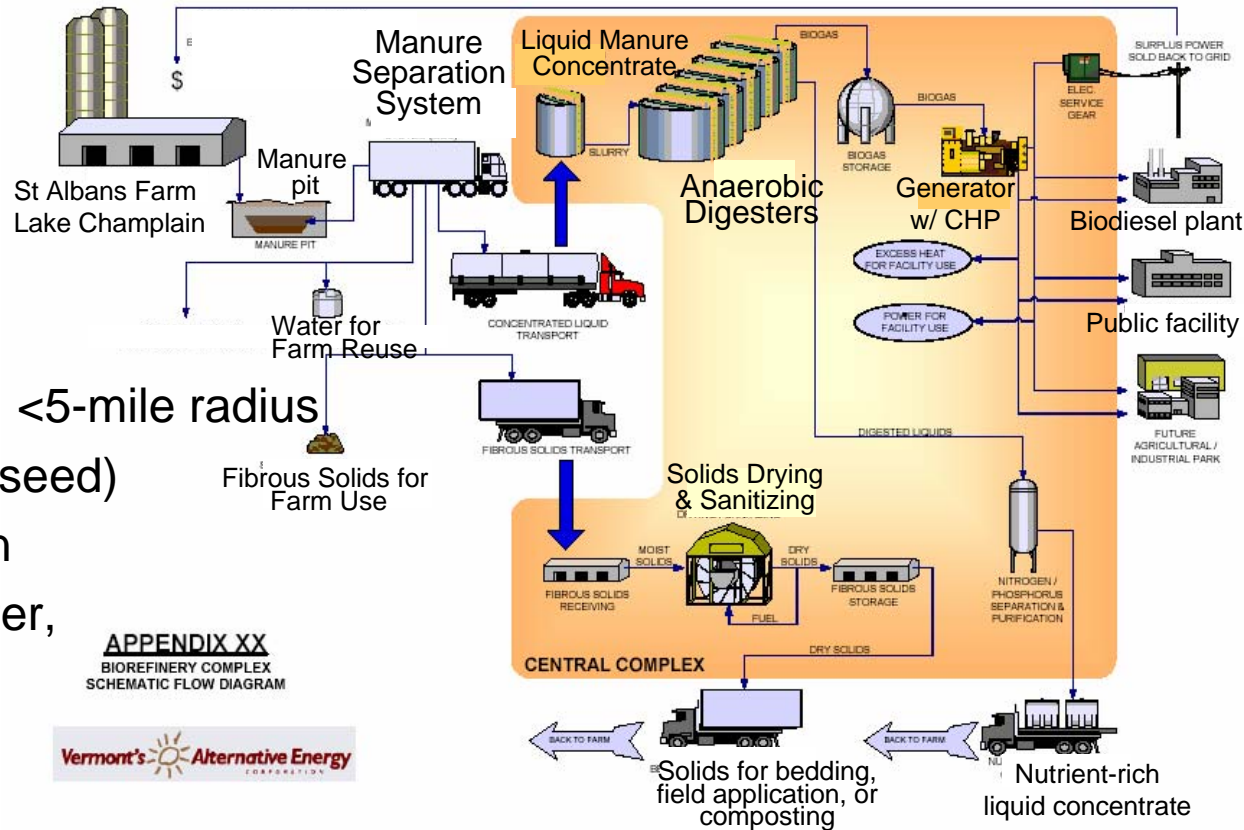 Manure
Separation
System
Liquid Manure
Concentrate
BIOGAS
SURPLUS POWER
SOLD BACK TO GRID
$
ELEC.
SERVICE
GEAR
BIOGAS
SLURRY
BIOGAS
STORAGE
Manure
pit
St Albans Farm
Lake Champlain
MANURE PIT
Anaerobic
Digesters
Generator
w/ CHP
Biodiesel plant
EXCESS HEAT
FOR FACILITY USE
POWER FOR
FACILITY USE
Public facility
CONCENTRATED LIQUID
TRANSPORT
Water for
Farm Reuse
<5-mile radius
seed)
FIBROUS SOLIDS TRANSPORT
Fibrous Solids for
Farm Use
DIGESTED LIQUIDS
FUTURE
AGRICULTURAL /
INDUSTRIAL PARK
Solids Drying
& Sanitizing
MOIST
SOLIDS
DRY
SOLIDS
FIBROUS SOLIDS
RECEIVING
FUEL
FIBROUS SOLIDS
STORAGE
NITROGEN /
PHOSPHORUS
SEPARATION &
PURIFICATION
er,
APPENDIX XX
BIOREFINERY COMPLEX
SCHEMATIC FLOW DIAGRAM
DRY SOLIDS
CENTRAL COMPLEX
Vermont's Alternative Energy
CORPORATION
BACK TO FARM
BACK TO FARM
Solids for bedding,
field application, or
composting
Nutrient-rich
liquid concentrate